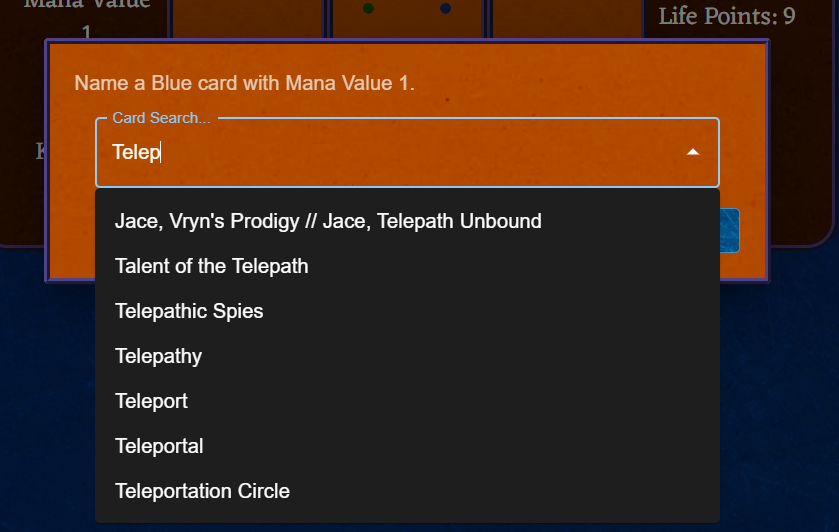 Mana Value
1
Life Points: 9
Name a Blue card with Mana Value 1.
Card Search...
Telep
K
Jace, Vryn's Prodigy // Jace, Telepath Unbound
Talent of the Telepath
Telepathic Spies
Telepathy
Teleport
Teleportal
Teleportation Circle